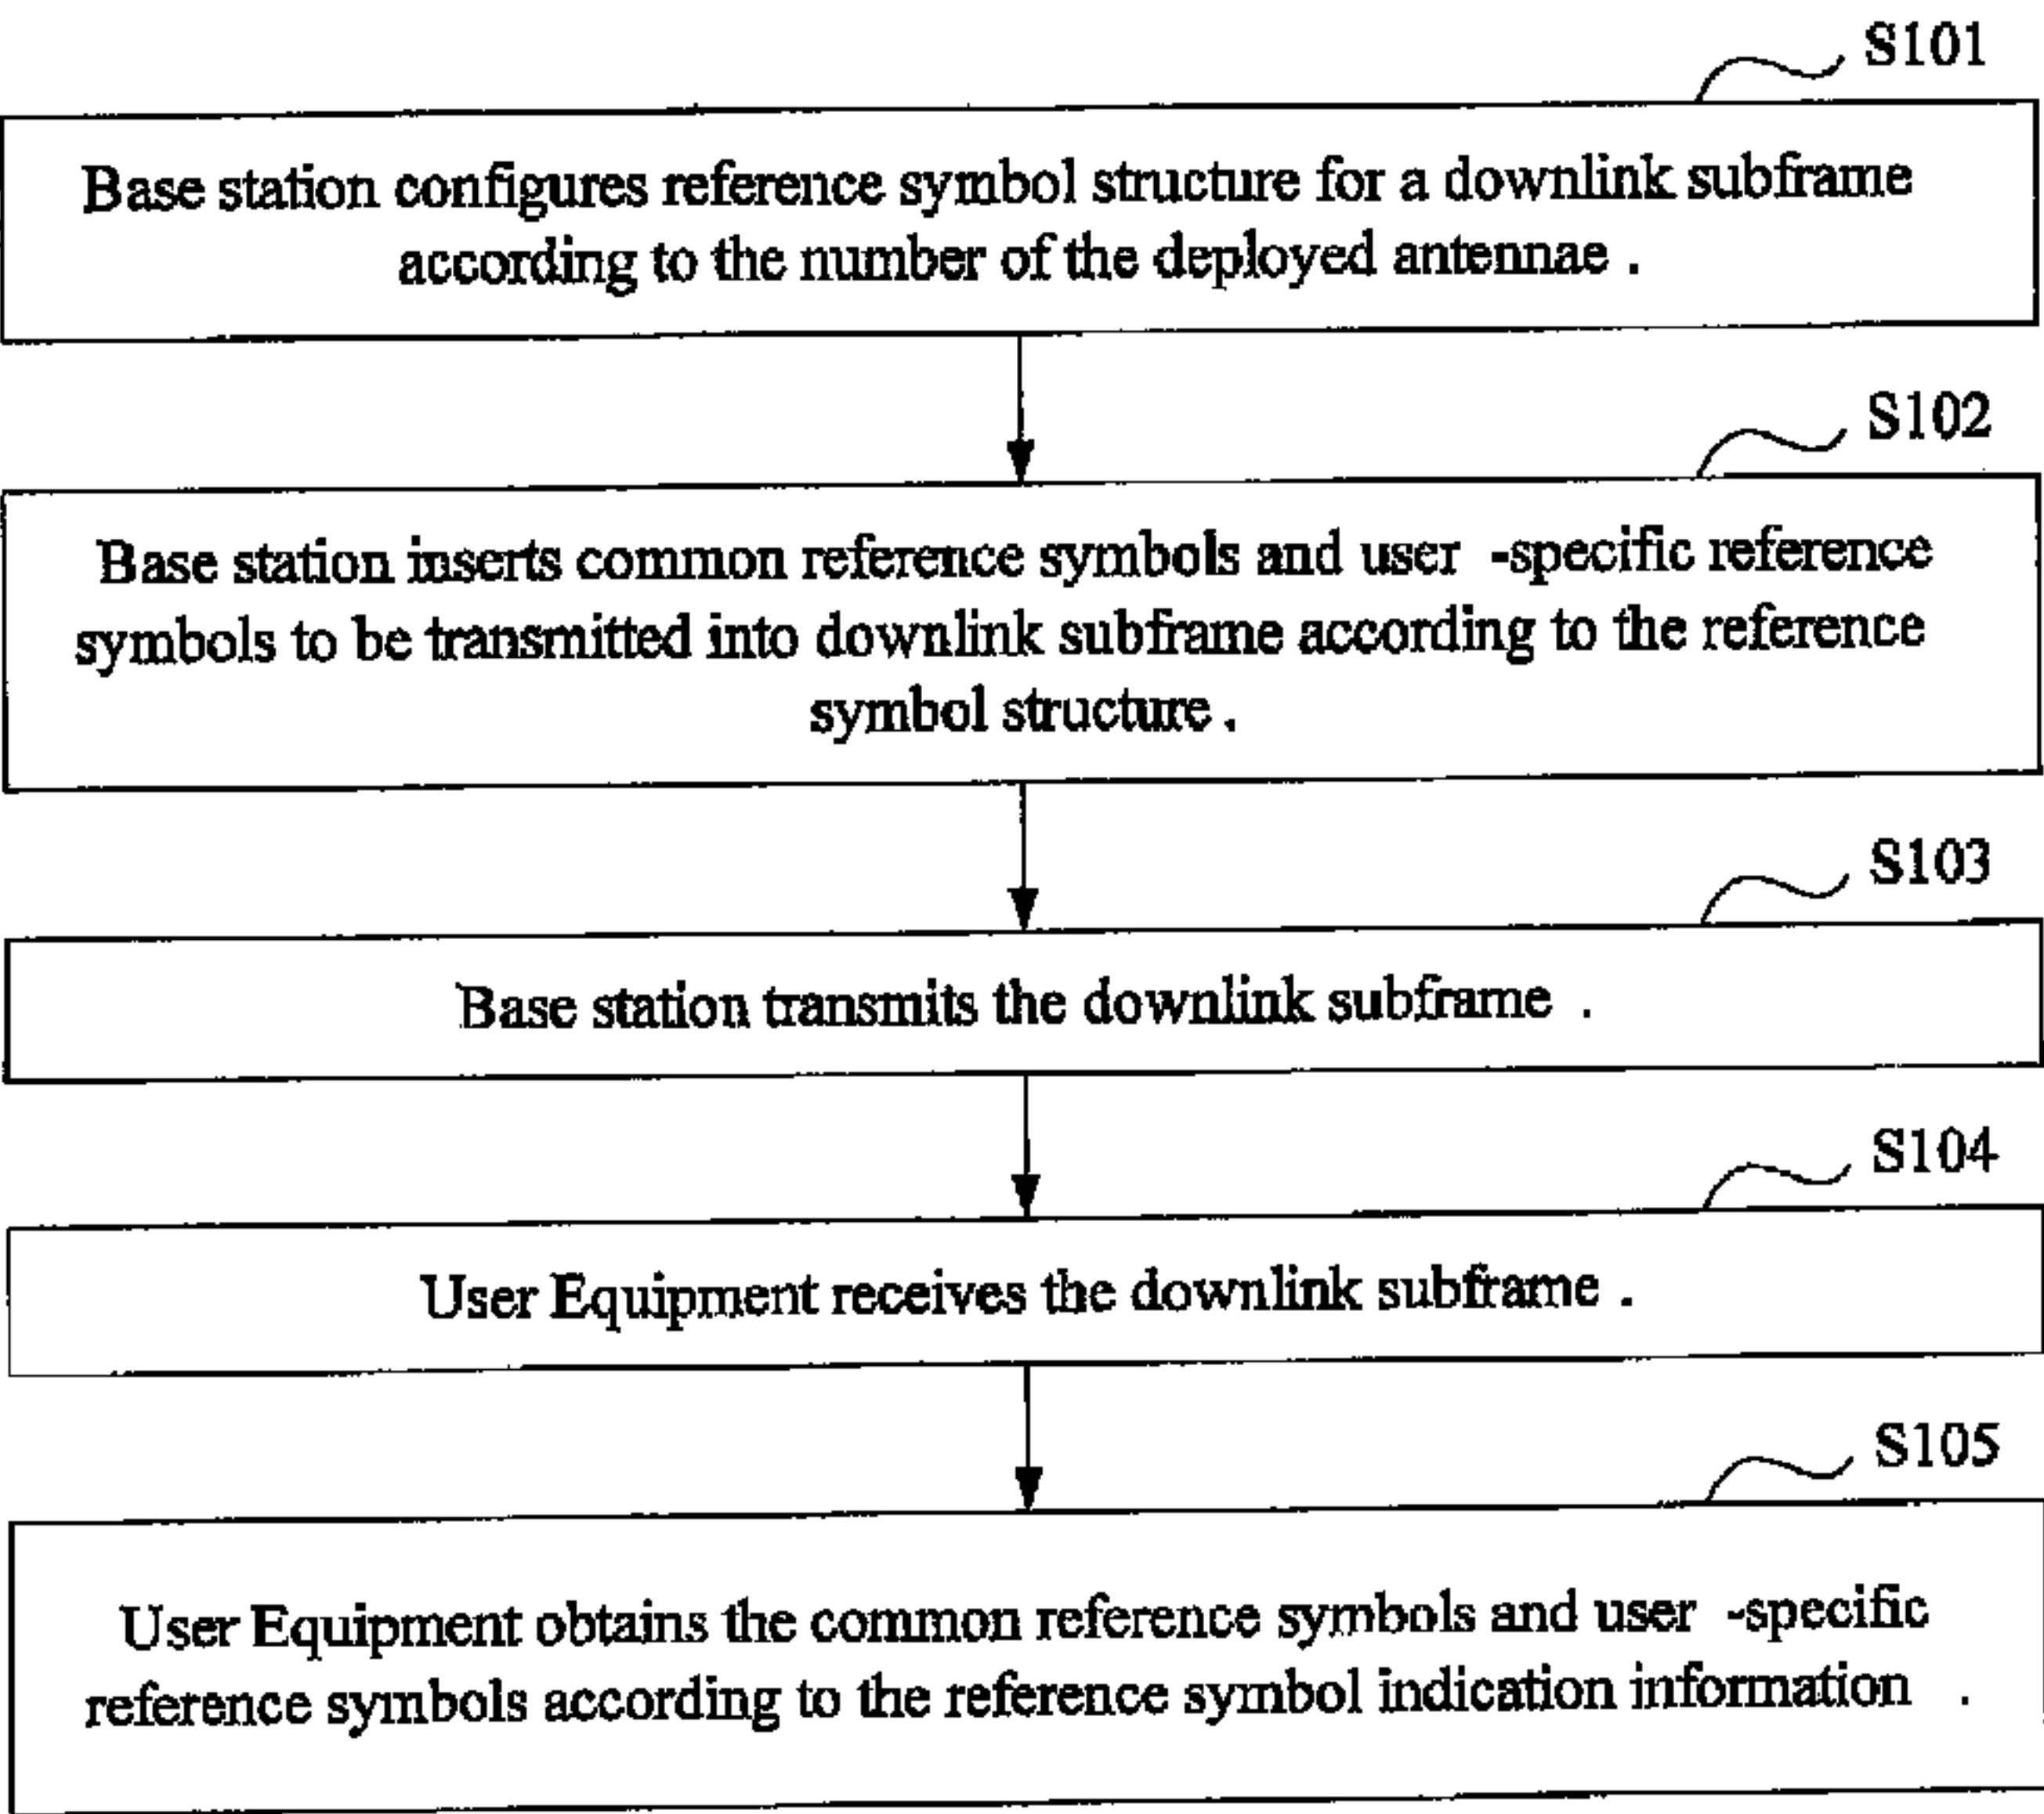 S101
Base station configures reference symbol structure for a downlink subframe
according to the number of the deployed antennae .
S102
Base station inserts common reference symbols and user -specific reference
symbols to be transmitted into downlink subframe according to the reference
symbol structure .
S103
Base station transmits the downlink subframe .
S104
User Equipment receives the downlink subframe .
S105
User Equipment obtains the common reference symbols and user -specific
reference symbols according to the reference symbol indication information .